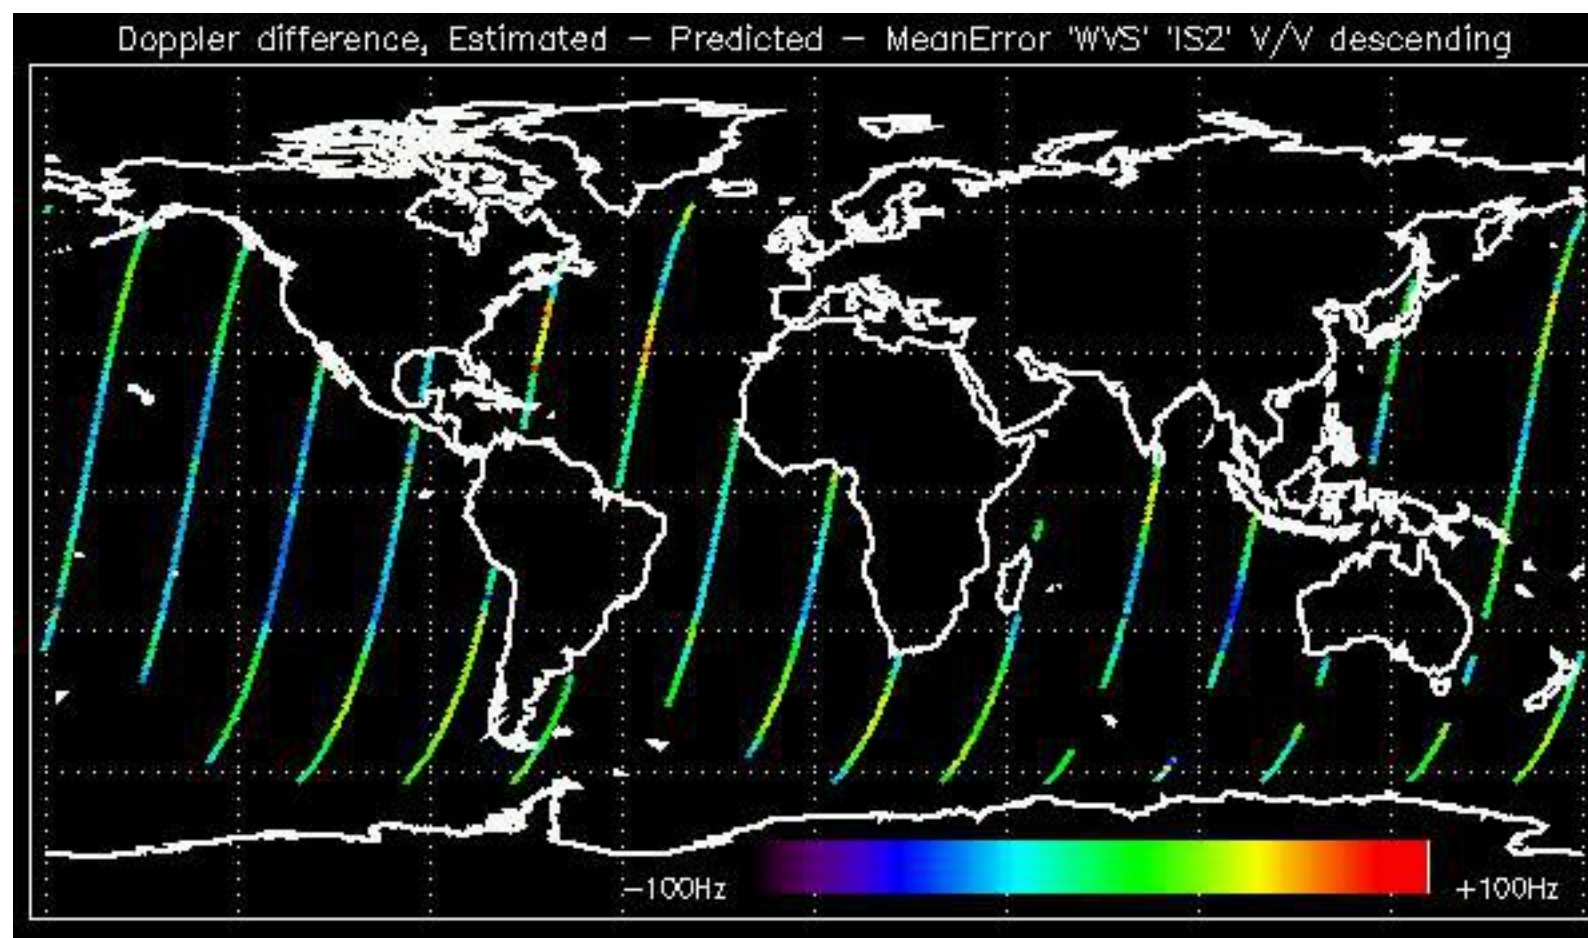 Doppler difference, Estimated – Predicted – MeanError 'WVS' 'IS2' V/V descending
–100Hz +100Hz